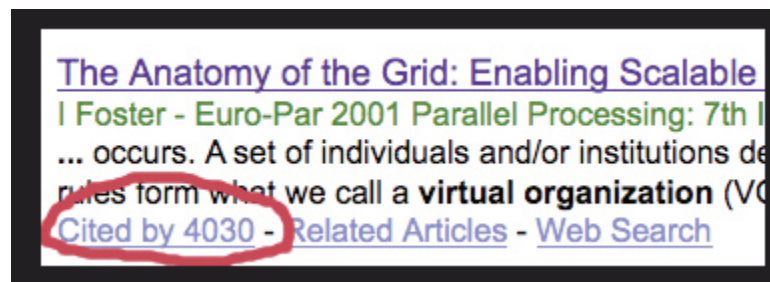 The Anatomy of the Grid: Enabling Scalable
I Foster - Euro-Par 2001 Parallel Processing: 7th I
... occurs. A set of individuals and/or institutions de
rules form what we call a virtual organization (VO
Cited by 4030 - Related Articles - Web Search